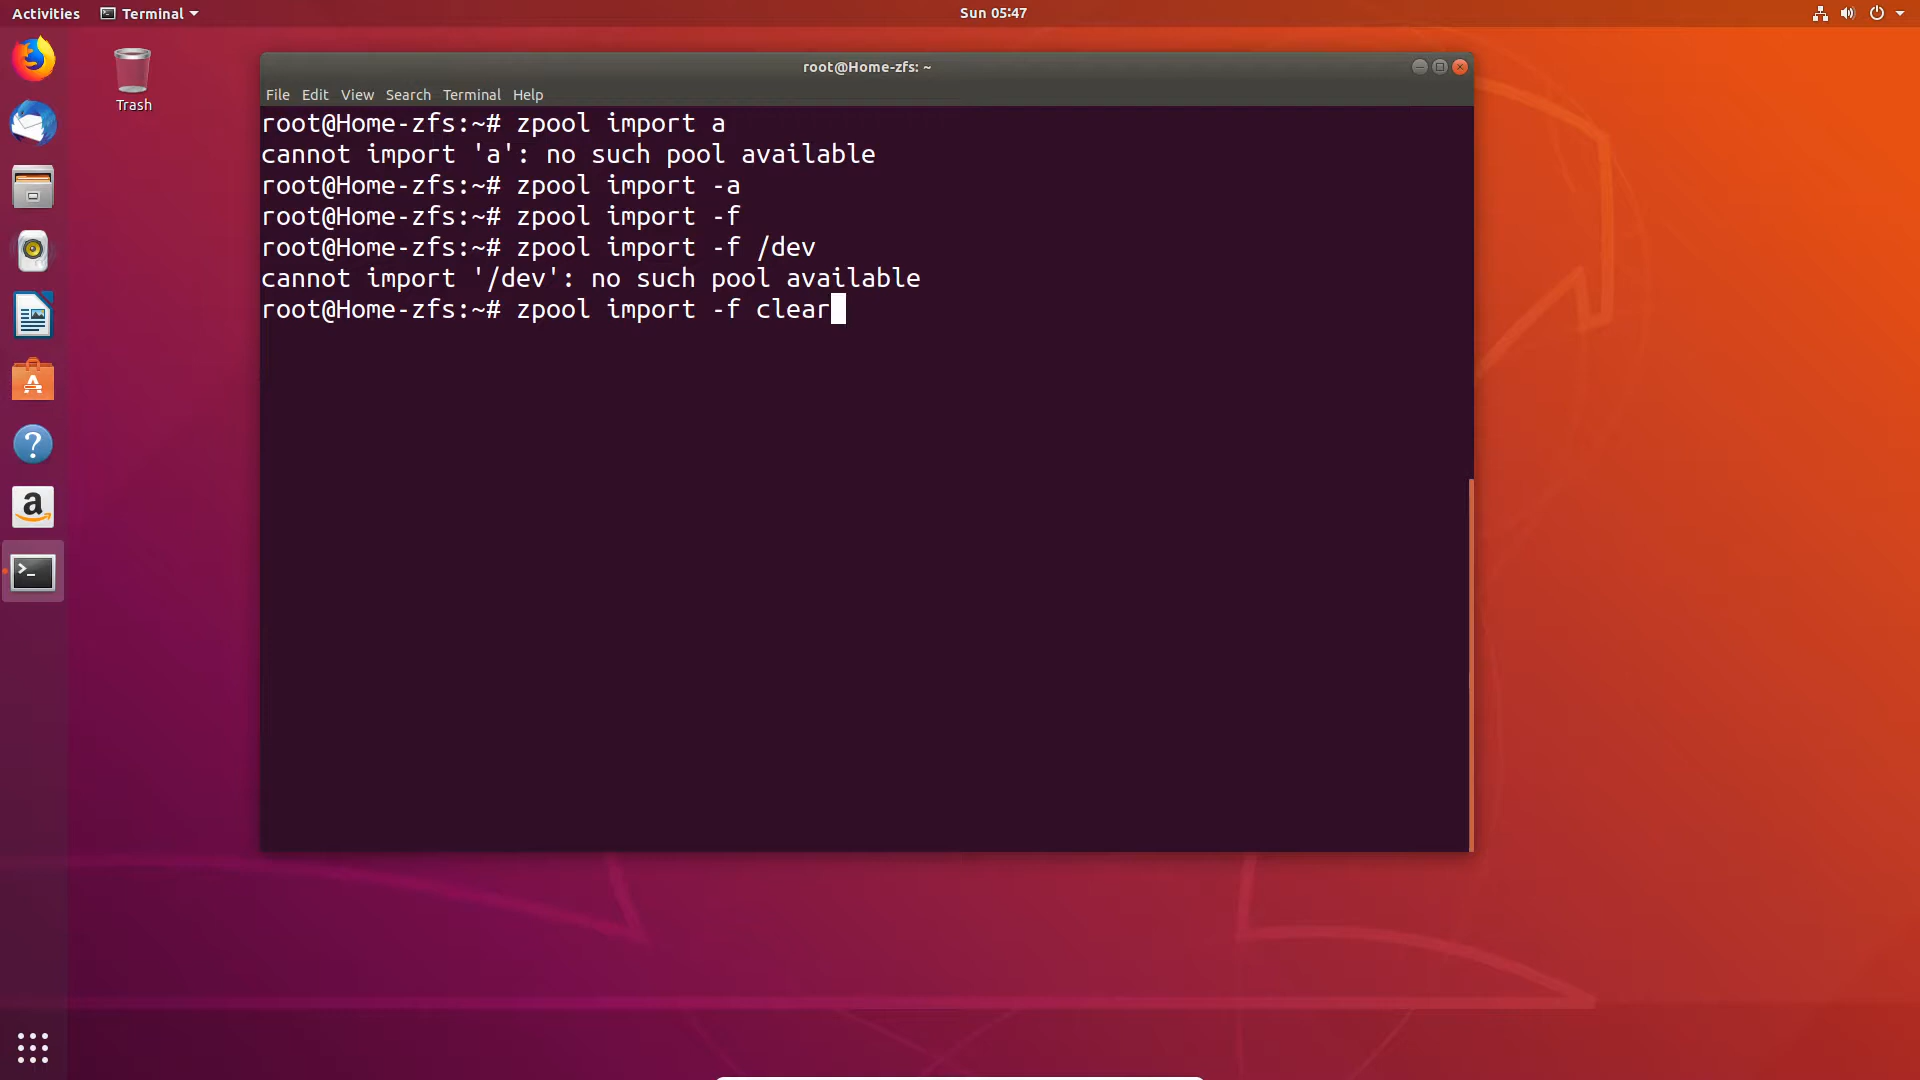 Activities Terminal Sun 05:47
Trash
root@Home-zfs: ~
File Edit View Search Terminal Help
root@Home-zfs:~# zpool import a
cannot import 'a': no such pool available
root@Home-zfs:~# zpool import -a
root@Home-zfs:~# zpool import -f
root@Home-zfs:~# zpool import -f /dev
cannot import '/dev': no such pool available
root@Home-zfs:~# zpool import -f clear